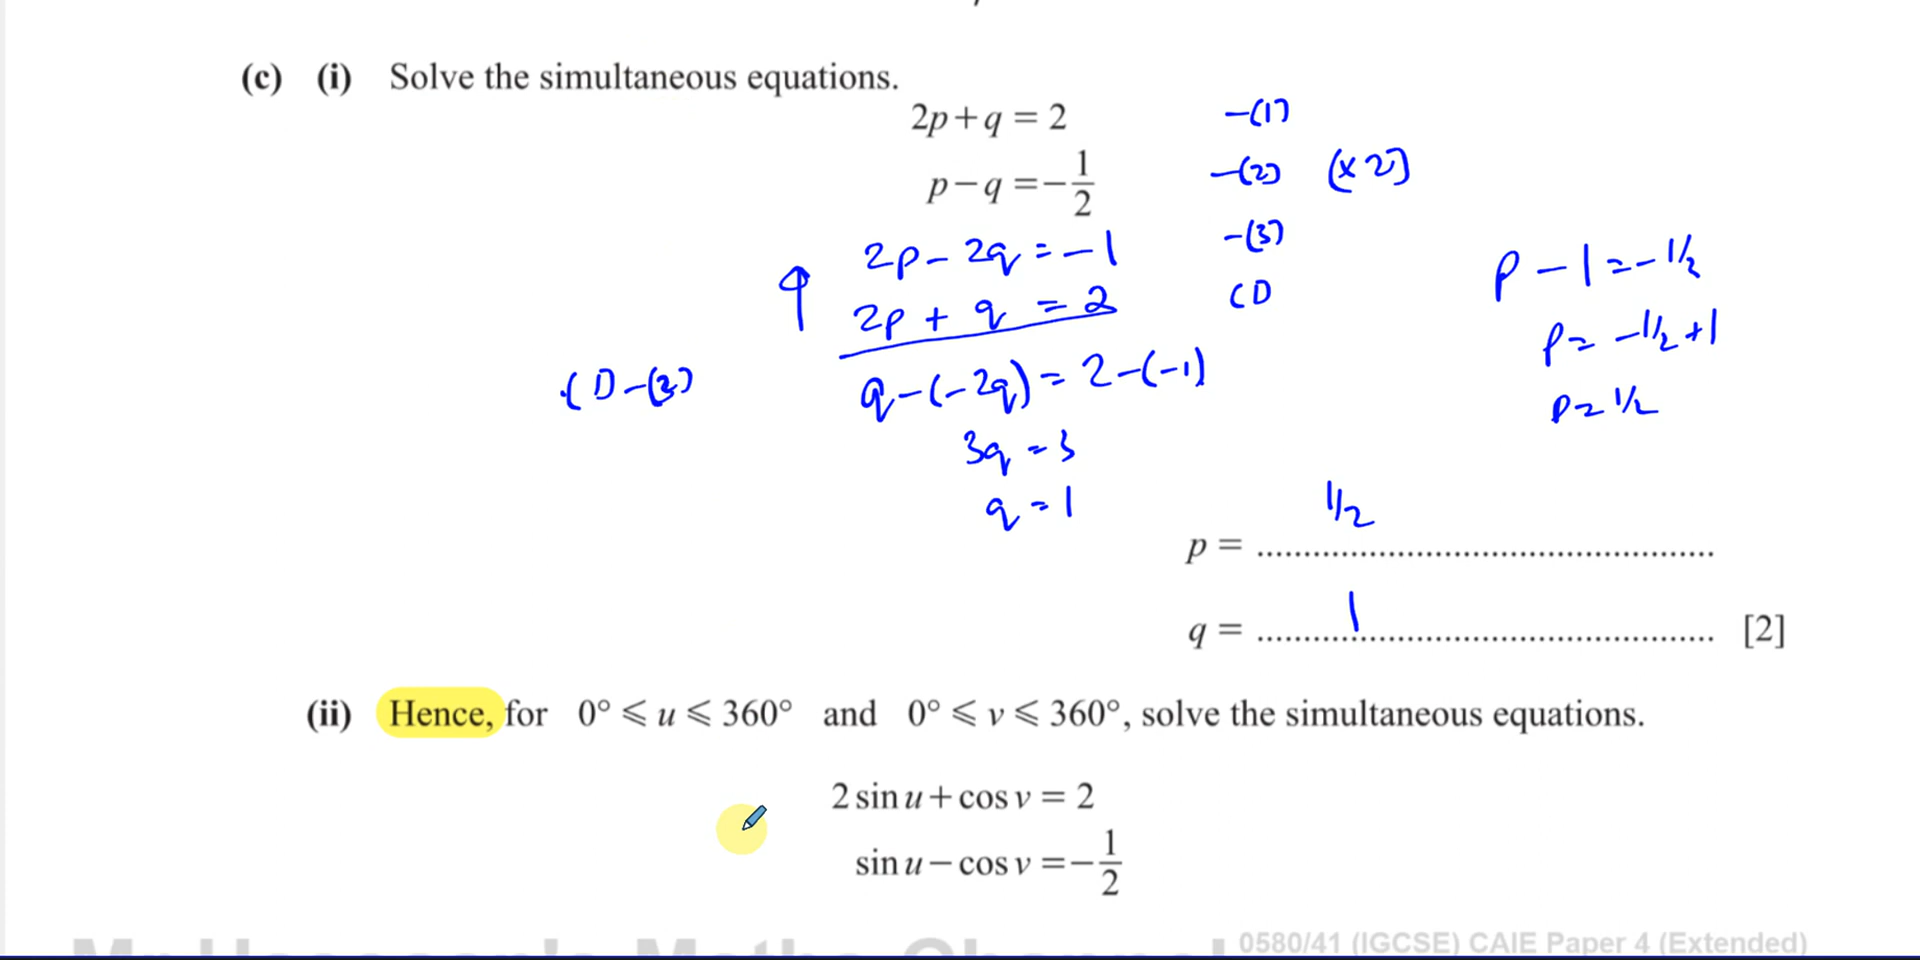 (c) (i) Solve the simultaneous equations.
2p + q = 2 –(1)
p – q = –1/2 –(2) (×2)
2p – 2q = –1 –(3)
2p + q = 2 (1)
(1) – (3) q – (–2q) = 2 – (–1)
3q = 3
q = 1
p – 1 = –1/2
p = –1/2 + 1
p = 1/2
p = 1/2
q = 1 [2]
(ii) Hence, for 0° ⩽ u ⩽ 360° and 0° ⩽ v ⩽ 360°, solve the simultaneous equations.
2 sin u + cos v = 2
sin u – cos v = –1/2
0580/41 (IGCSE) CAIE Paper 4 (Extended)